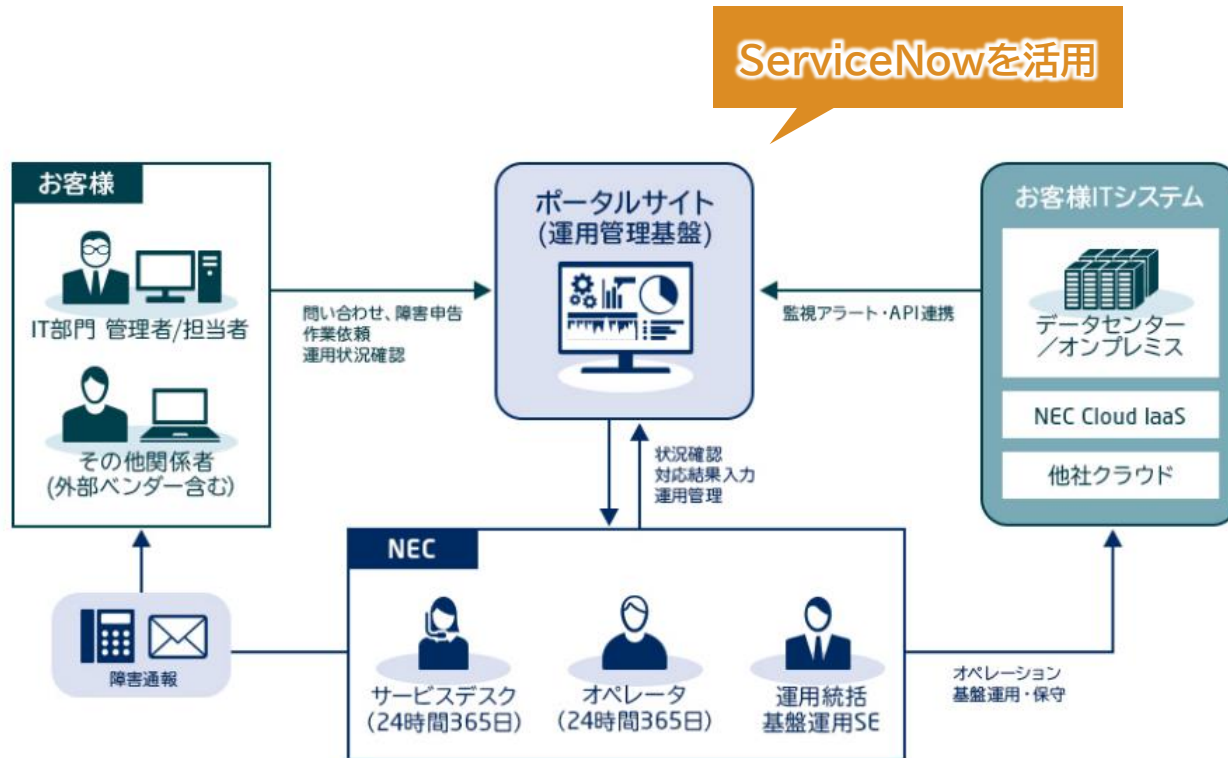 ServiceNowを活用
お客様
IT部門 管理者/担当者
その他関係者
(外部ベンダー含む)
問い合わせ、障害申告
作業依頼
運用状況確認
ポータルサイト
(運用管理基盤)
監視アラート・API連携
お客様ITシステム
データセンター
/オンプレミス
NEC Cloud IaaS
他社クラウド
状況確認
対応結果入力
運用管理
障害通報
NEC
サービスデスク
(24時間365日)
オペレータ
(24時間365日)
運用統括
基盤運用SE
オペレーション
基盤運用・保守